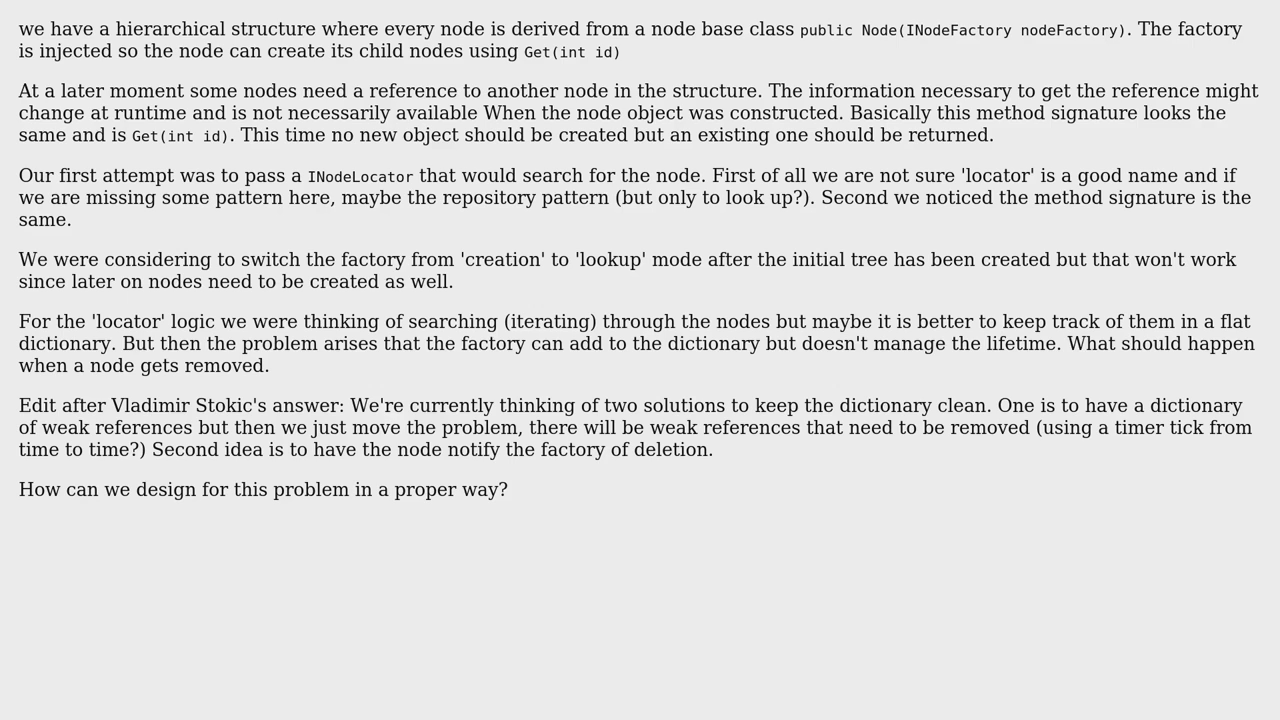 we have a hierarchical structure where every node is derived from a node base class public Node(INodeFactory nodeFactory). The factory
is injected so the node can create its child nodes using Get(int id)
At a later moment some nodes need a reference to another node in the structure. The information necessary to get the reference might
change at runtime and is not necessarily available When the node object was constructed. Basically this method signature looks the
same and is Get(int id). This time no new object should be created but an existing one should be returned.
Our first attempt was to pass a INodeLocator that would search for the node. First of all we are not sure 'locator' is a good name and if
we are missing some pattern here, maybe the repository pattern (but only to look up?). Second we noticed the method signature is the
same.
We were considering to switch the factory from 'creation' to 'lookup' mode after the initial tree has been created but that won't work
since later on nodes need to be created as well.
For the 'locator' logic we were thinking of searching (iterating) through the nodes but maybe it is better to keep track of them in a flat
dictionary. But then the problem arises that the factory can add to the dictionary but doesn't manage the lifetime. What should happen
when a node gets removed.
Edit after Vladimir Stokic's answer: We're currently thinking of two solutions to keep the dictionary clean. One is to have a dictionary
of weak references but then we just move the problem, there will be weak references that need to be removed (using a timer tick from
time to time?) Second idea is to have the node notify the factory of deletion.
How can we design for this problem in a proper way?